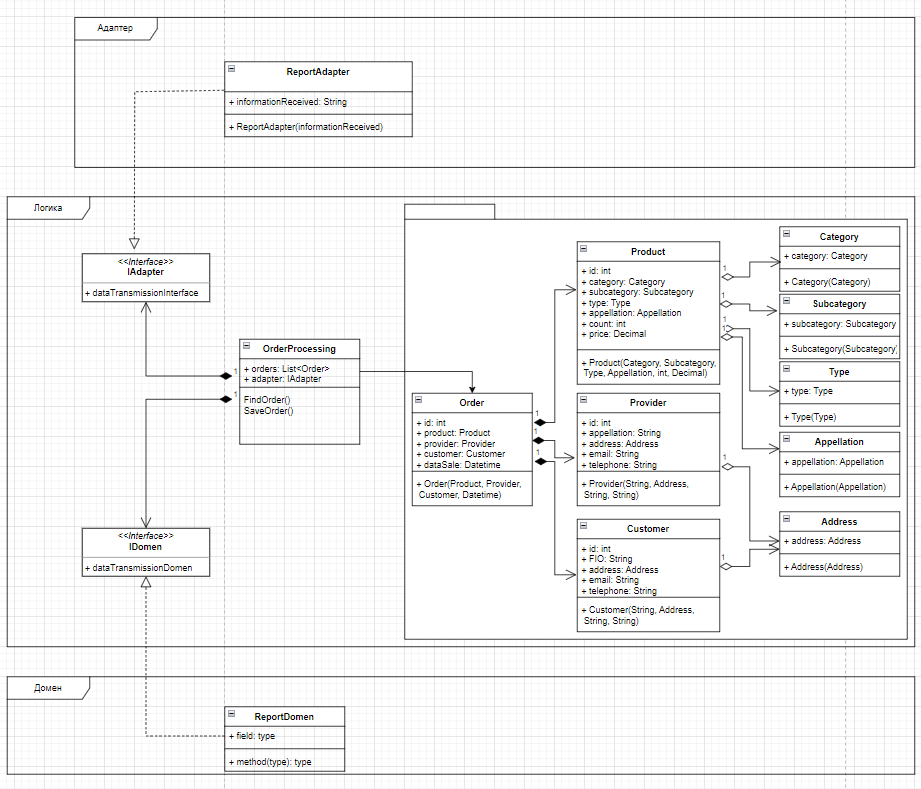 Адаптер
ReportAdapter
+ informationReceived: String
+ ReportAdapter(informationReceived)
Логика
<<Interface>>
IAdapter
+ dataTransmissionInterface
OrderProcessing
+ orders: List<Order>
+ adapter: IAdapter
FindOrder()
SaveOrder()
1
1
<<Interface>>
IDomen
+ dataTransmissionDomen
Order
+ id: int
+ product: Product
+ provider: Provider
+ customer: Customer
+ dataSale: Datetime
+ Order(Product, Provider,
Customer, Datetime)
1
1
1
Product
+ id: int
+ category: Category
+ subcategory: Subcategory
+ type: Type
+ appellation: Appellation
+ count: int
+ price: Decimal
+ Product(Category, Subcategory,
Type, Appellation, int, Decimal)
1
1
1
1
Provider
+ id: int
+ appellation: String
+ address: Address
+ email: String
+ telephone: String
+ Provider(String, Address,
String, String)
1
Customer
+ id: int
+ FIO: String
+ address: Address
+ email: String
+ telephone: String
+ Customer(String, Address,
String, String)
1
Category
+ category: Category
+ Category(Category)
Subcategory
+ subcategory: Subcategory
+ Subcategory(Subcategory)
Type
+ type: Type
+ Type(Type)
Appellation
+ appellation: Appellation
+ Appellation(Appellation)
Address
+ address: Address
+ Address(Address)
Домен
ReportDomen
+ field: type
+ method(type): type